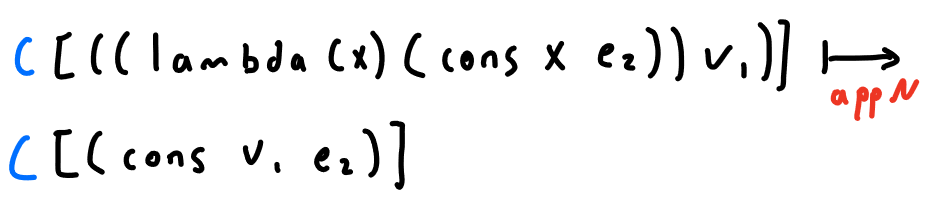 C[(((lambda (x) (cons x e₂)) v₁)] ↦
appN
C[(cons v₁ e₂)]